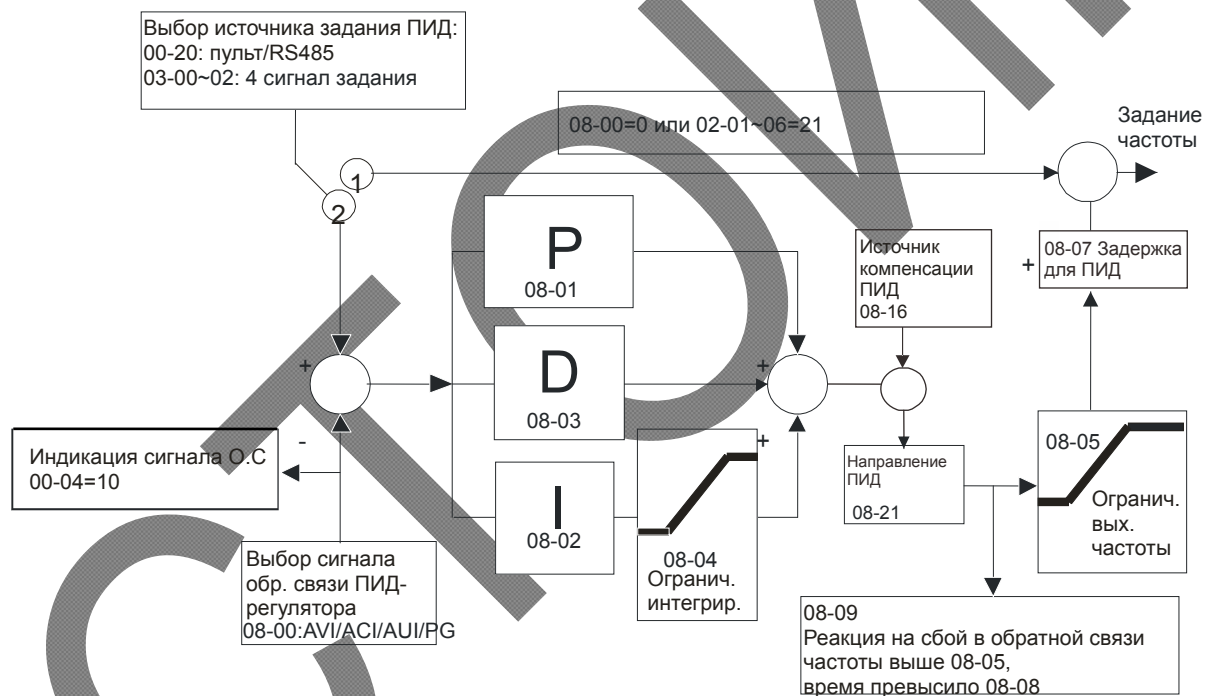 Выбор источника задания ПИД:
00-20: пульт/RS485
03-00~02: 4 сигнал задания
08-00=0 или 02-01~06=21
Задание
частоты
1
2
P
08-01
Источник
компенсации
ПИД
08-16
+
08-07 Задержка
для ПИД
+
D
08-03
+
-
Индикация сигнала О.С
00-04=10
I
08-02
08-04
Огранич.
интегрир.
+
Направление
ПИД
08-21
08-05
Огранич.
вых.
частоты
Выбор сигнала
обр. связи ПИД-
регулятора
08-00:AVI/ACI/AUI/PG
08-09
Реакция на сбой в обратной связи
частоты выше 08-05,
время превысило 08-08